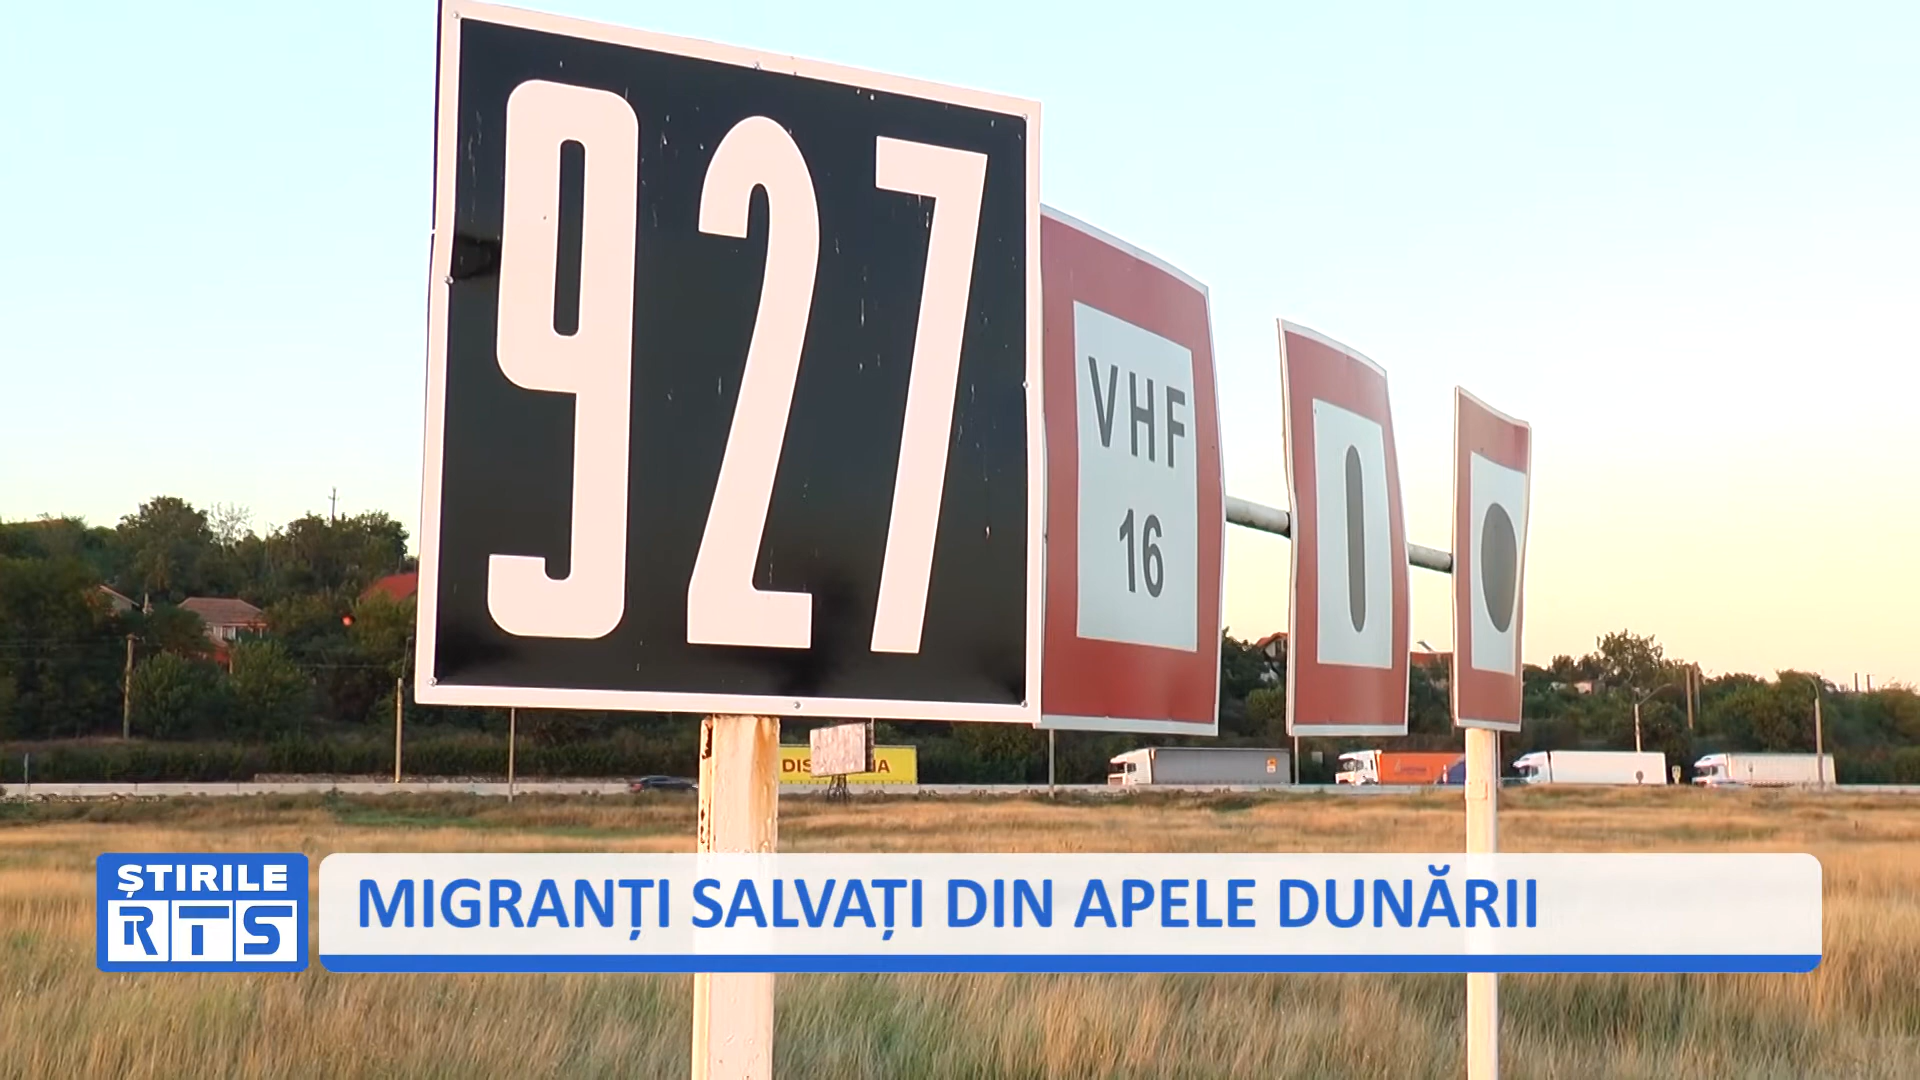 927
VHF
16
ȘTIRILE
RTS
MIGRANȚI SALVAȚI DIN APELE DUNĂRII